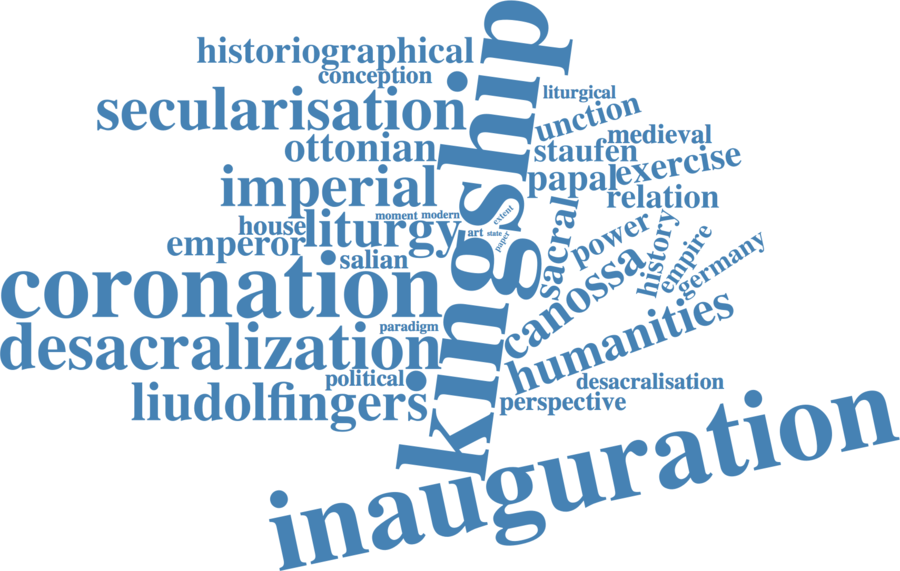 historiographical
conception
secularisation
ottonian
imperial
house
liturgy
moment
modern
emperor
salian
coronation
paradigm
desacralization
political
liudolfingers
kingship
liturgical
unction
medieval
staufen
exercise
papal
relation
extent
art
state
paper
sacral
power
history
empire
germany
canossa
humanities
desacralisation
perspective
inauguration